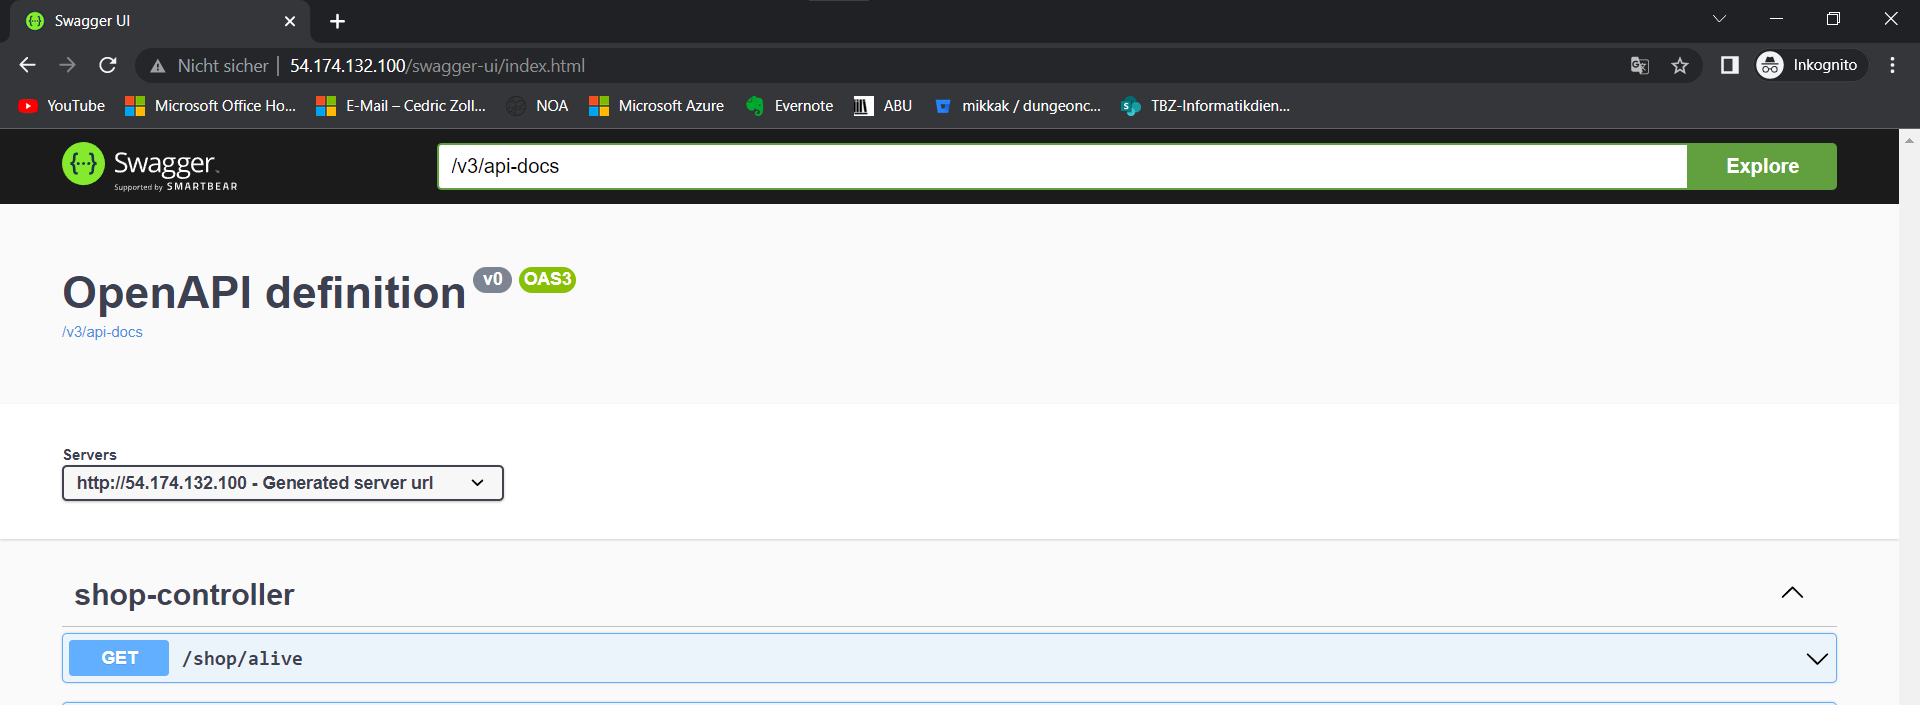 Swagger UI
Nicht sicher | 54.174.132.100/swagger-ui/index.html
Inkognito
YouTube
Microsoft Office Ho...
E-Mail – Cedric Zoll...
NOA
Microsoft Azure
Evernote
ABU
mikkak / dungeonc...
TBZ-Informatikdien...
Swagger.
Supported by SMARTBEAR
/v3/api-docs
Explore
OpenAPI definition v0 OAS3
/v3/api-docs
Servers
http://54.174.132.100 - Generated server url
shop-controller
GET /shop/alive